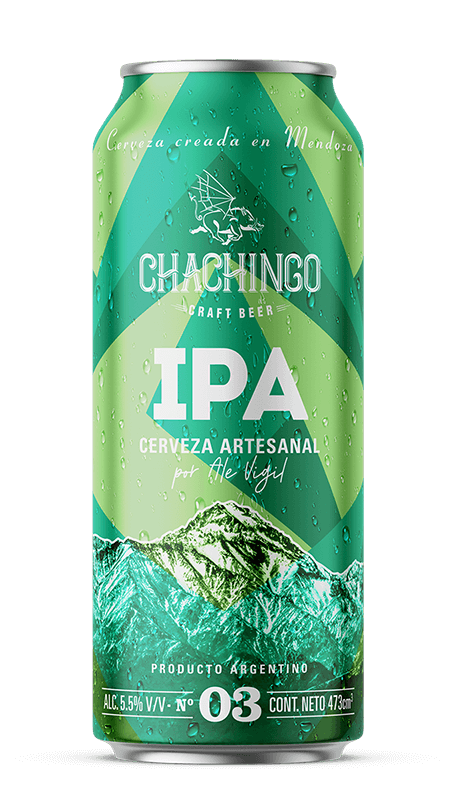 Cerveza creada en Mendoza
CHACHINGO
CRAFT BEER
IPA
CERVEZA ARTESANAL
por Ale Vigil
PRODUCTO ARGENTINO
ALC. 5.5% V/V - Nº 03 CONT. NETO 473cm³